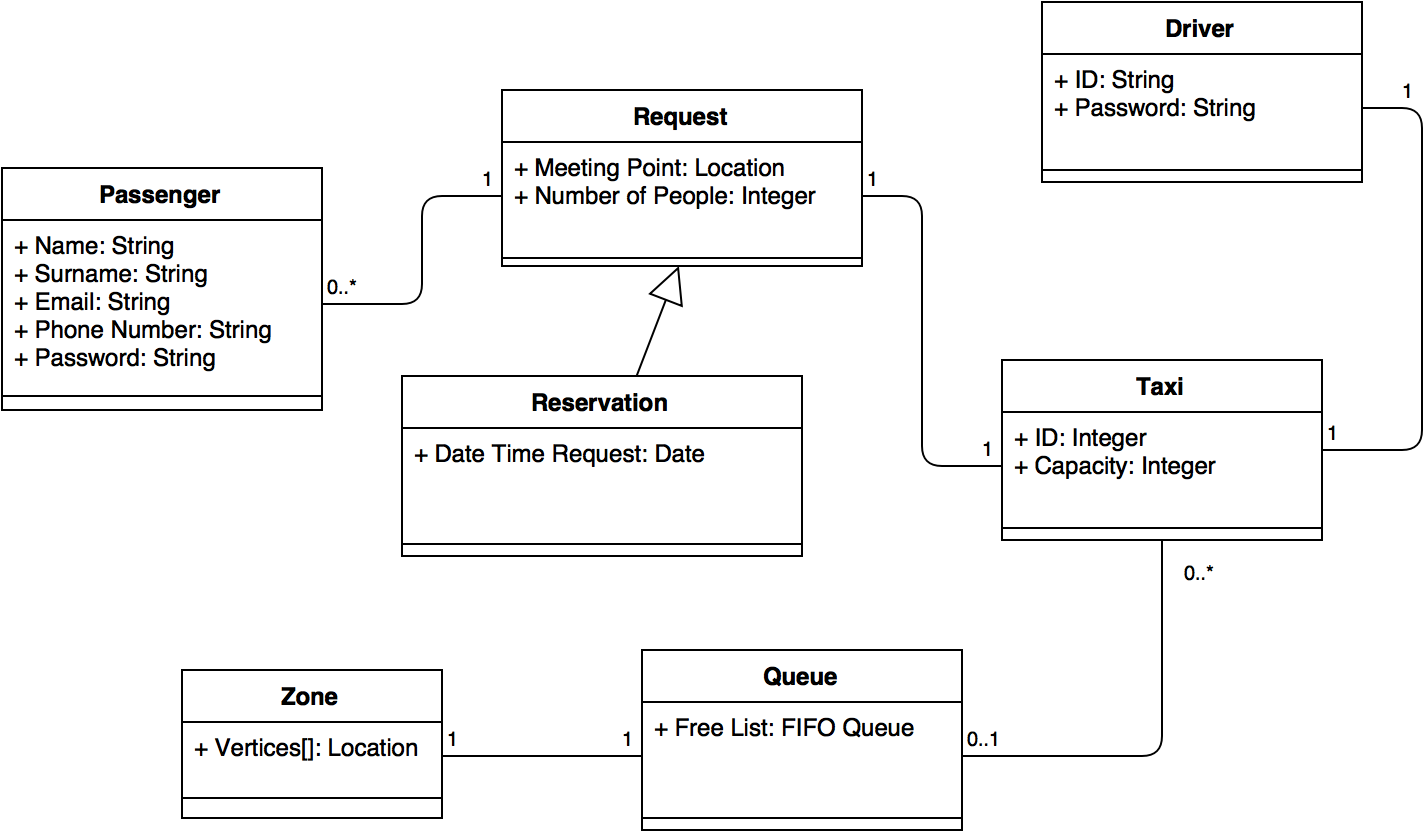 Driver
+ ID: String
+ Password: String
1
Request
+ Meeting Point: Location
+ Number of People: Integer
1
1
Passenger
+ Name: String
+ Surname: String
+ Email: String
+ Phone Number: String
+ Password: String
0..*
Reservation
+ Date Time Request: Date
Taxi
+ ID: Integer
+ Capacity: Integer
1
1
0..*
Zone
+ Vertices[]: Location
1
1
Queue
+ Free List: FIFO Queue
0..1